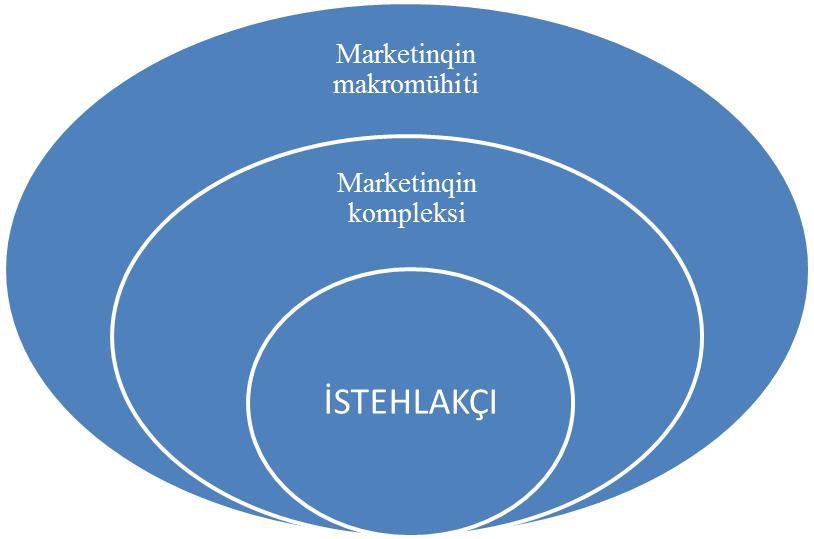 Marketinqin
makromühiti
Marketinqin
kompleksi
İSTEHLAKÇI